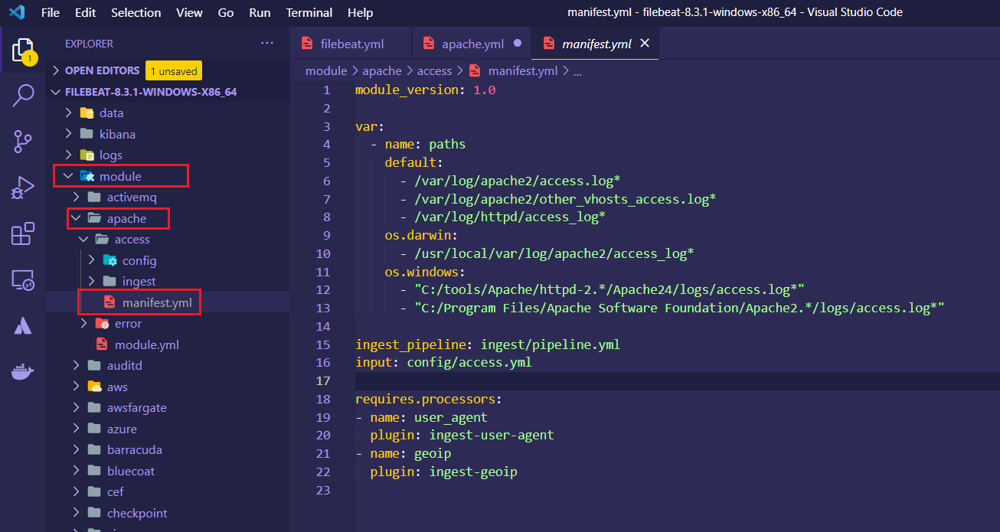 File Edit Selection View Go Run Terminal Help
manifest.yml - filebeat-8.3.1-windows-x86_64 - Visual Studio Code
1
EXPLORER ...
OPEN EDITORS 1 unsaved
FILEBEAT-8.3.1-WINDOWS-X86_64
data
kibana
logs
module
activemq
apache
access
config
ingest
manifest.yml
error
module.yml
auditd
aws
awsfargate
azure
barracuda
bluecoat
cef
checkpoint
filebeat.yml apache.yml manifest.yml
module > apache > access > manifest.yml > ...
1 module_version: 1.0
2
3 var:
4 - name: paths
5 default:
6 - /var/log/apache2/access.log*
7 - /var/log/apache2/other_vhosts_access.log*
8 - /var/log/httpd/access_log*
9 os.darwin:
10 - /usr/local/var/log/apache2/access_log*
11 os.windows:
12 - "C:/tools/Apache/httpd-2.*/Apache24/logs/access.log*"
13 - "C:/Program Files/Apache Software Foundation/Apache2.*/logs/access.log*"
14
15 ingest_pipeline: ingest/pipeline.yml
16 input: config/access.yml
17
18 requires.processors:
19 - name: user_agent
20 plugin: ingest-user-agent
21 - name: geoip
22 plugin: ingest-geoip
23